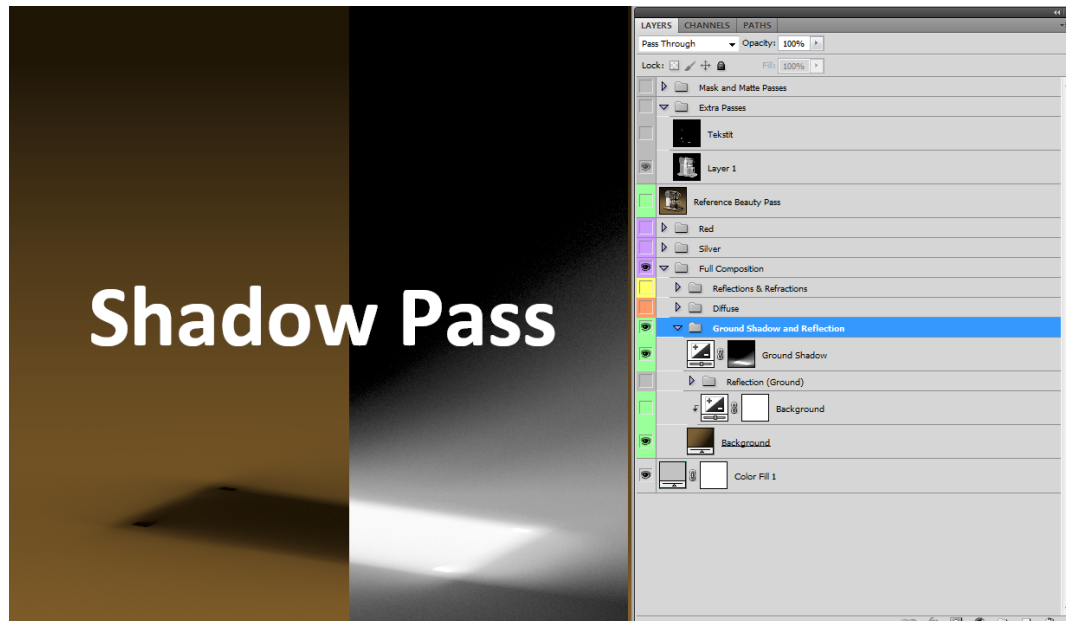 Shadow Pass
LAYERS CHANNELS PATHS
Pass Through Opacity: 100%
Lock: Fill: 100%
Mask and Matte Passes
Extra Passes
Tekstit
Layer 1
Reference Beauty Pass
Red
Silver
Full Composition
Reflections & Refractions
Diffuse
Ground Shadow and Reflection
Ground Shadow
Reflection (Ground)
Background
Background
Color Fill 1